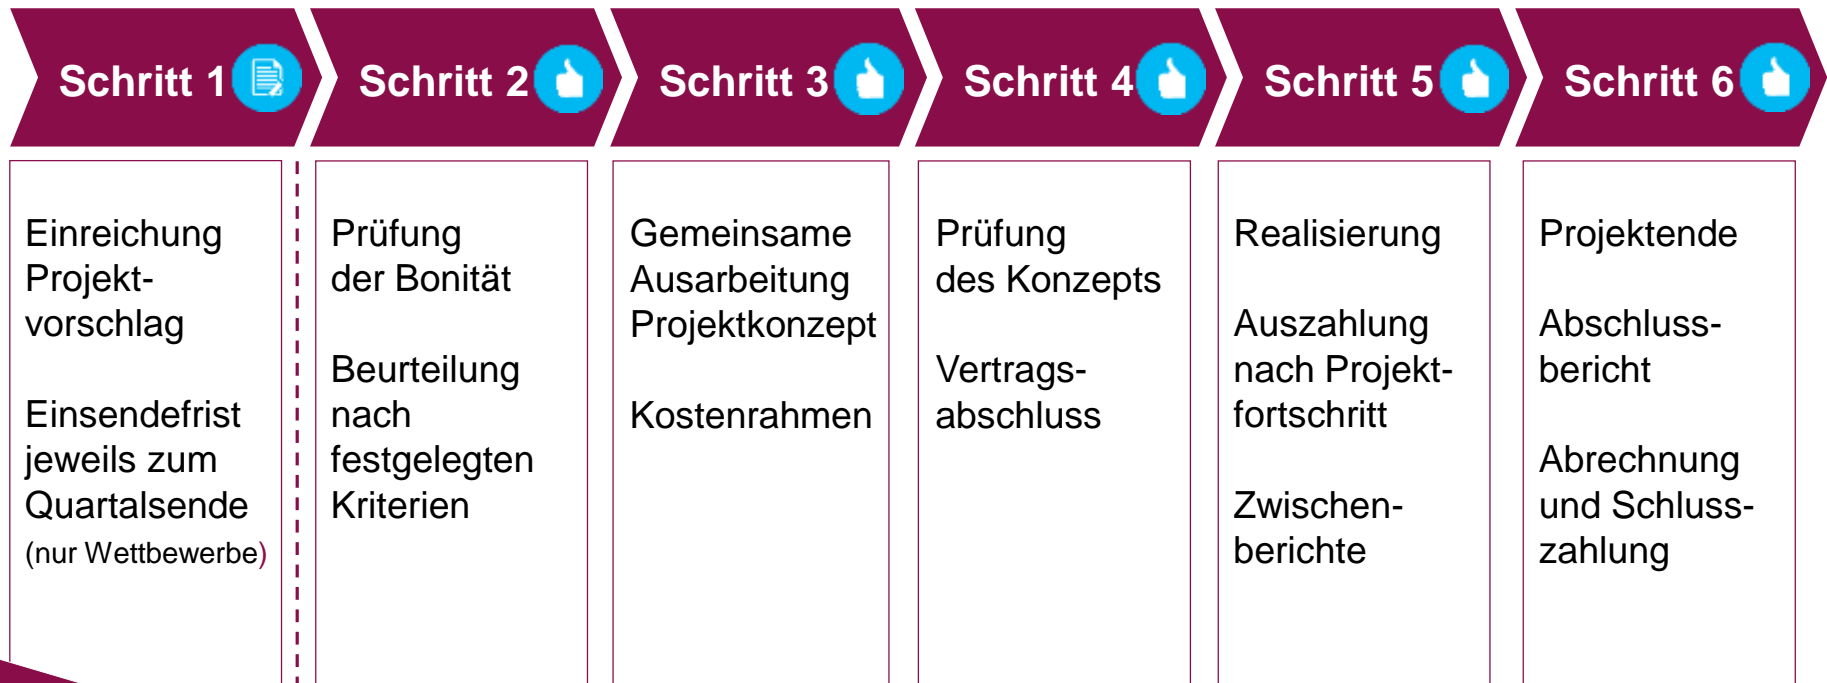 Schritt 1
Schritt 2
Schritt 3
Schritt 4
Schritt 5
Schritt 6
Einreichung
Projekt-
vorschlag
Einsendefrist
jeweils zum
Quartalsende
(nur Wettbewerbe)
Prüfung
der Bonität
Beurteilung
nach
festgelegten
Kriterien
Gemeinsame
Ausarbeitung
Projektkonzept
Kostenrahmen
Prüfung
des Konzepts
Vertrags-
abschluss
Realisierung
Auszahlung
nach Projekt-
fortschritt
Zwischen-
berichte
Projektende
Abschluss-
bericht
Abrechnung
und Schluss-
zahlung